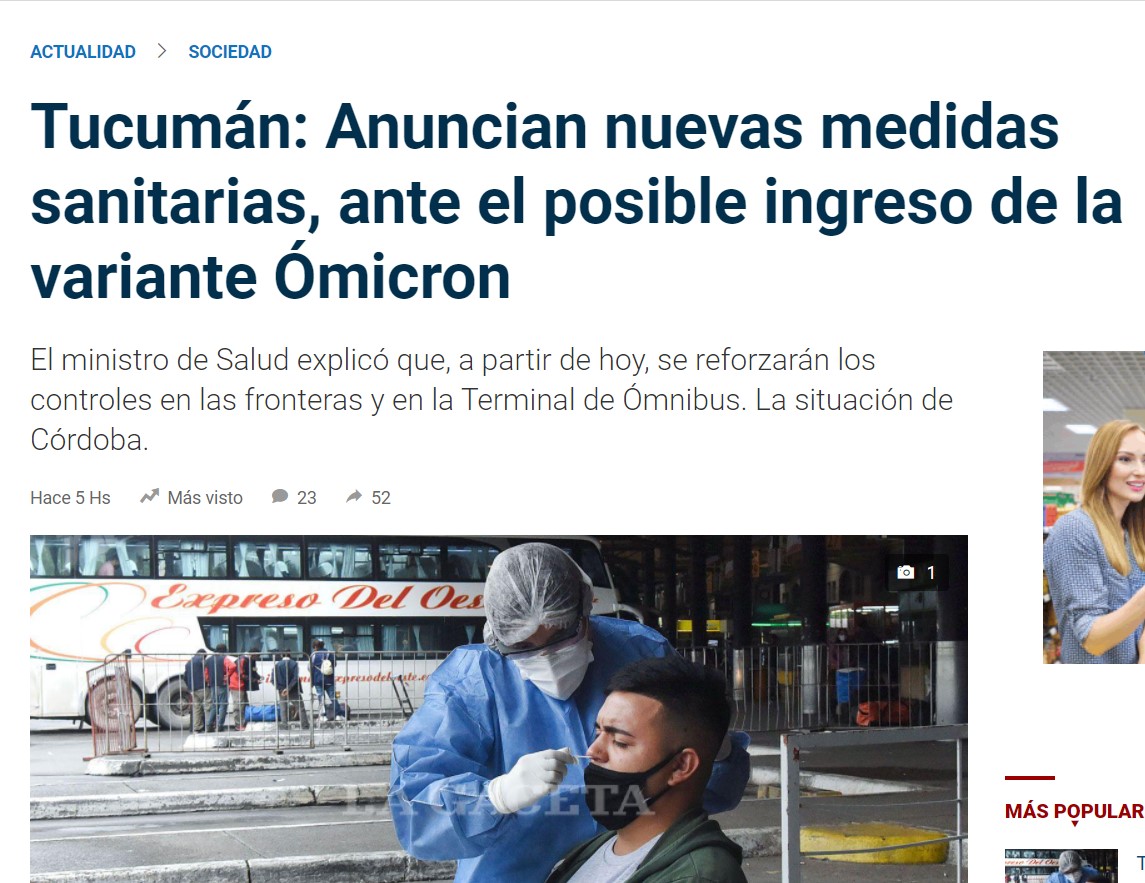 ACTUALIDAD > SOCIEDAD
Tucumán: Anuncian nuevas medidas
sanitarias, ante el posible ingreso de la
variante Ómicron
El ministro de Salud explicó que, a partir de hoy, se reforzarán los
controles en las fronteras y en la Terminal de Ómnibus. La situación de
Córdoba.
Hace 5 Hs Más visto 23 52
1
Expreso Del Oes
expresodeloeste.com
LA GACETA
MÁS POPULAR